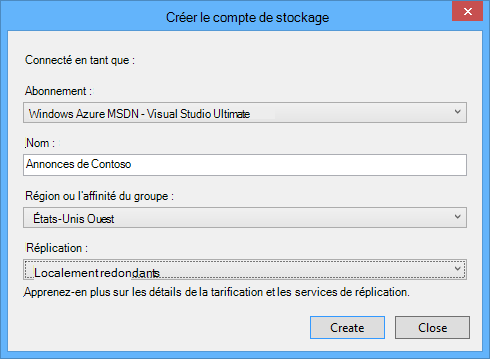 Créer le compte de stockage
Connecté en tant que :
Abonnement :
Windows Azure MSDN - Visual Studio Ultimate
Nom :
Annonces de Contoso
Région ou l'affinité du groupe :
États-Unis Ouest
Réplication :
Localement redondants
Apprenez-en plus sur les détails de la tarification et les services de réplication.
Create Close